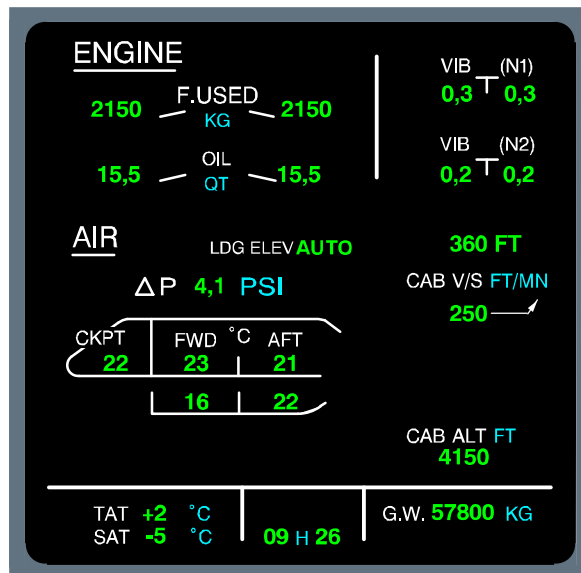 ENGINE
VIB (N1)
0,3 0,3
2150 F.USED 2150
KG
VIB (N2)
0,2 0,2
15,5 OIL 15,5
QT
AIR
LDG ELEV AUTO 360 FT
Δ P 4,1 PSI
CAB V/S FT/MN
250
CKPT FWD °C AFT
22 23 21
16 22
CAB ALT FT
4150
TAT +2 °C
SAT -5 °C
09 H 26
G.W. 57800 KG